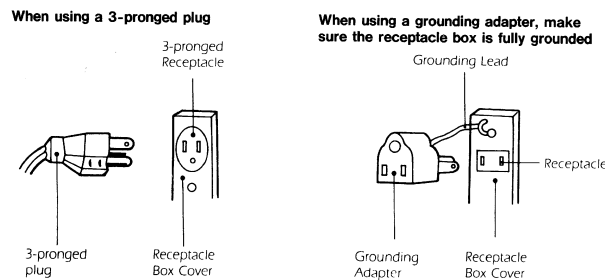 When using a 3-pronged plug
3-pronged
Receptacle
3-pronged
plug
Receptacle
Box Cover
When using a grounding adapter, make
sure the receptacle box is fully grounded
Grounding Lead
Receptacle
Grounding
Adapter
Receptacle
Box Cover